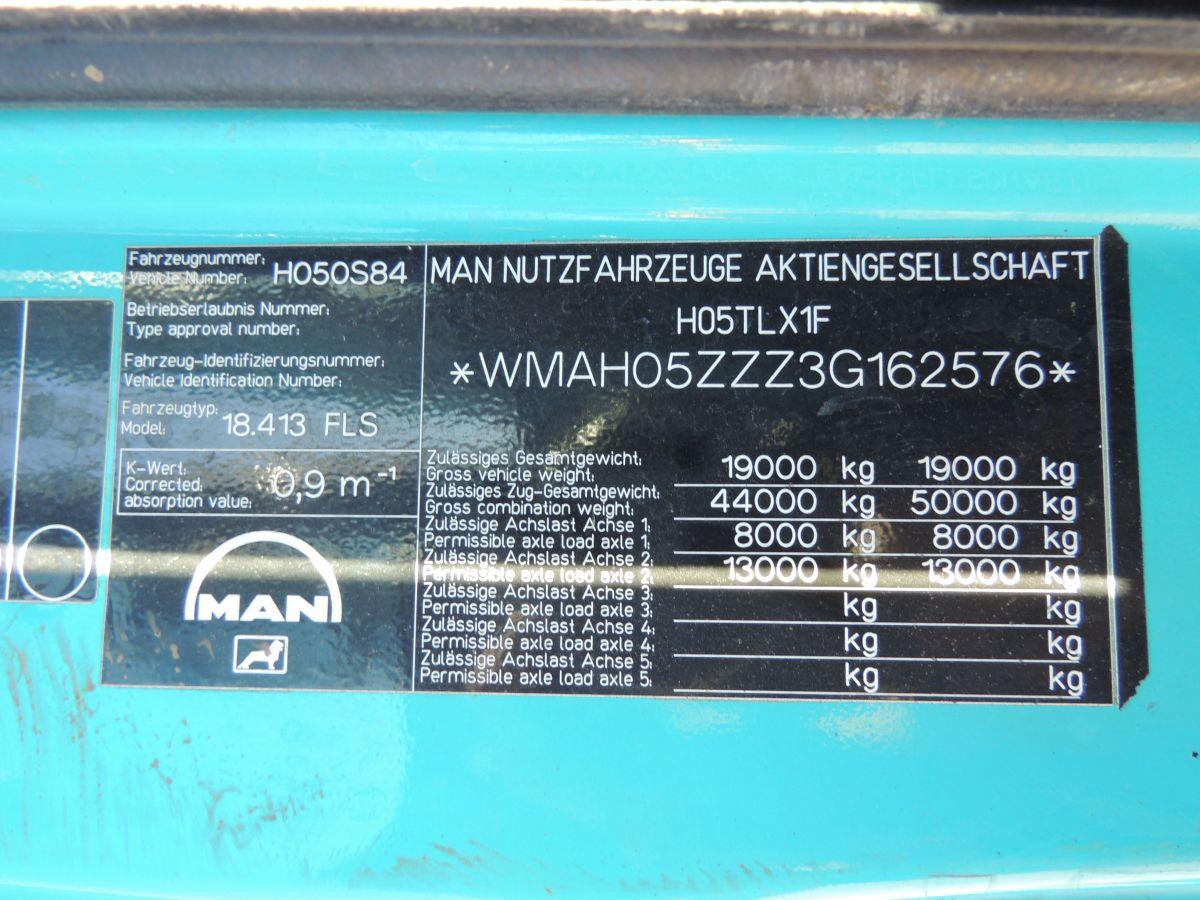 Fahrzeugnummer:
Vehicle Number: H050S84
Betriebserlaubnis Nummer:
Type approval number:
Fahrzeug-Identifizierungsnummer:
Vehicle Identification Number:
Fahrzeugtyp:
Model: 18.413 FLS
K-Wert:
Corrected:
absorption value: 0,9 m⁻¹
MAN
MAN NUTZFAHRZEUGE AKTIENGESELLSCHAFT
H05TLX1F
*WMAH05ZZZ3G162576*
Zulässiges Gesamtgewicht:
Gross vehicle weight: 19000 kg 19000 kg
Zulässiges Zug-Gesamtgewicht:
Gross combination weight: 44000 kg 50000 kg
Zulässige Achslast Achse 1:
Permissible axle load axle 1: 8000 kg 8000 kg
Zulässige Achslast Achse 2:
Permissible axle load axle 2: 13000 kg 13000 kg
Zulässige Achslast Achse 3:
Permissible axle load axle 3: kg kg
Zulässige Achslast Achse 4:
Permissible axle load axle 4: kg kg
Zulässige Achslast Achse 5:
Permissible axle load axle 5: kg kg